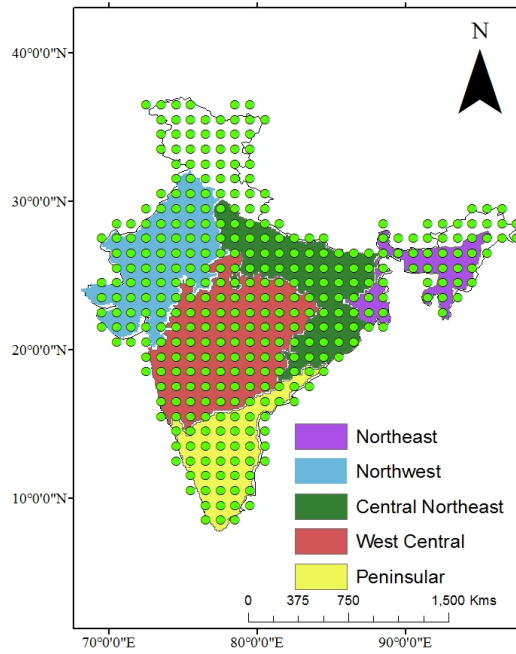 N
40°0'0"N
30°0'0"N
20°0'0"N
10°0'0"N
Northeast
Northwest
Central Northeast
West Central
Peninsular
0 375 750 1,500 Kms
70°0'0"E 80°0'0"E 90°0'0"E